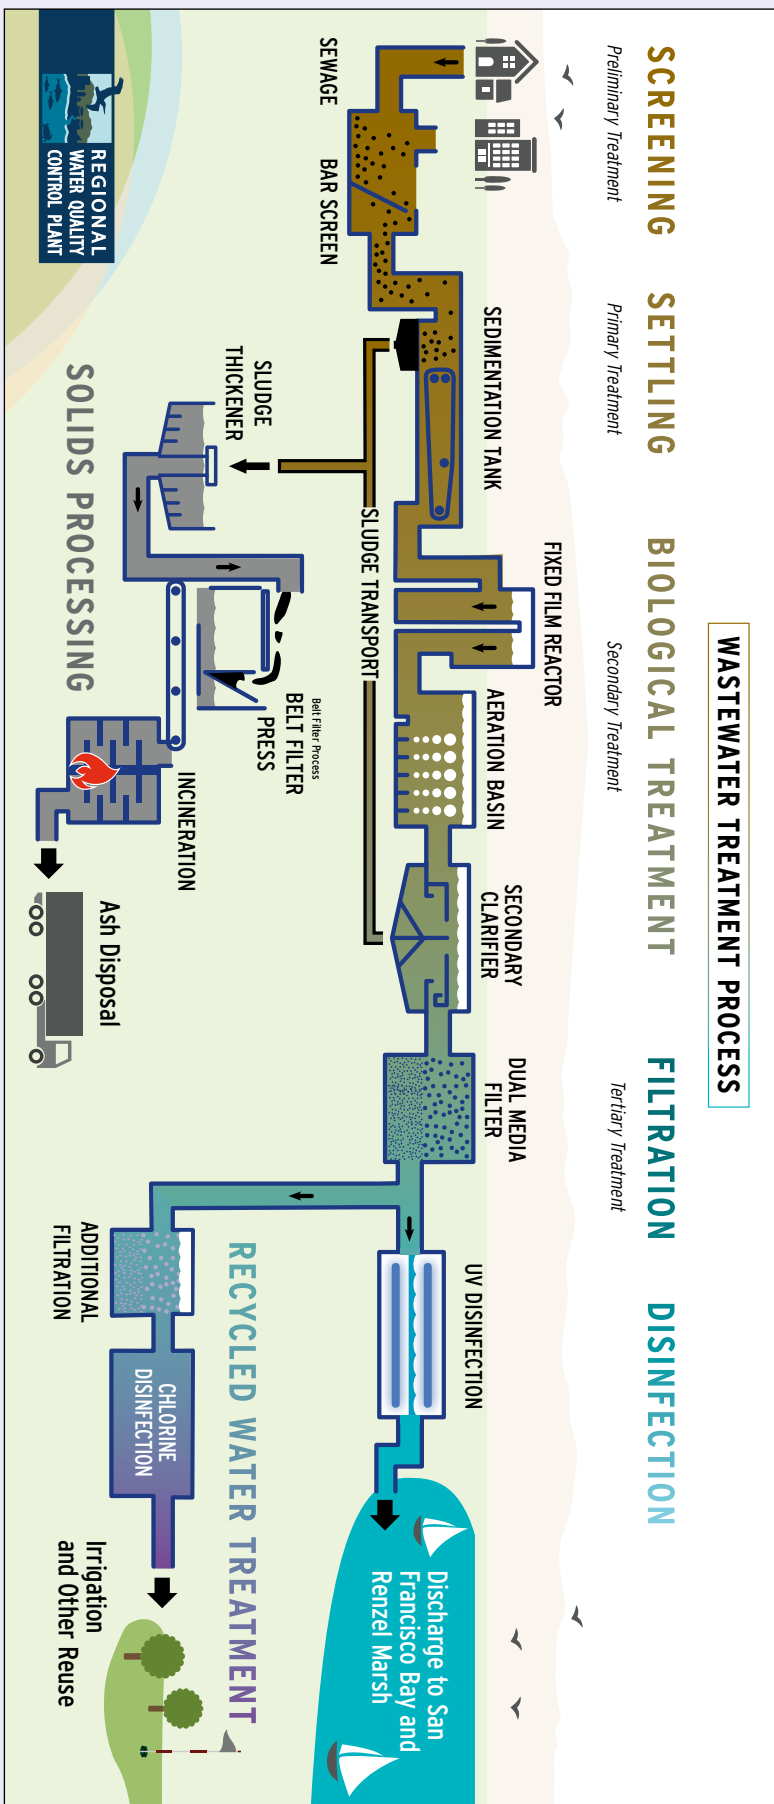 WASTEWATER TREATMENT PROCESS
SCREENING
Preliminary Treatment
SETTLING
Primary Treatment
BIOLOGICAL TREATMENT
Secondary Treatment
FILTRATION
Tertiary Treatment
DISINFECTION
SEWAGE
BAR SCREEN
SEDIMENTATION TANK
FIXED FILM REACTOR
AERATION BASIN
SECONDARY
CLARIFIER
DUAL MEDIA
FILTER
UV DISINFECTION
Discharge to San
Francisco Bay and
Renzel Marsh
SLUDGE TRANSPORT
SLUDGE
THICKENER
Belt Filter Process
BELT FILTER
PRESS
INCINERATION
SOLIDS PROCESSING
Ash Disposal
RECYCLED WATER TREATMENT
ADDITIONAL
FILTRATION
CHLORINE
DISINFECTION
Irrigation
and Other Reuse
REGIONAL
WATER QUALITY
CONTROL PLANT